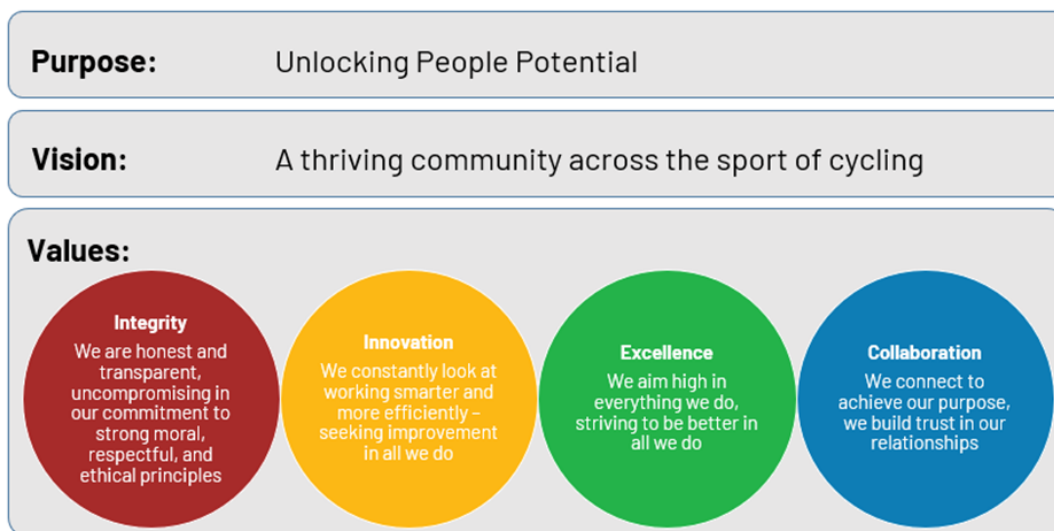 Purpose: Unlocking People Potential
Vision: A thriving community across the sport of cycling
Values:
Integrity
We are honest and
transparent,
uncompromising in
our commitment to
strong moral,
respectful, and
ethical principles
Innovation
We constantly look at
working smarter and
more efficiently –
seeking improvement
in all we do
Excellence
We aim high in
everything we do,
striving to be better in
all we do
Collaboration
We connect to
achieve our purpose,
we build trust in our
relationships